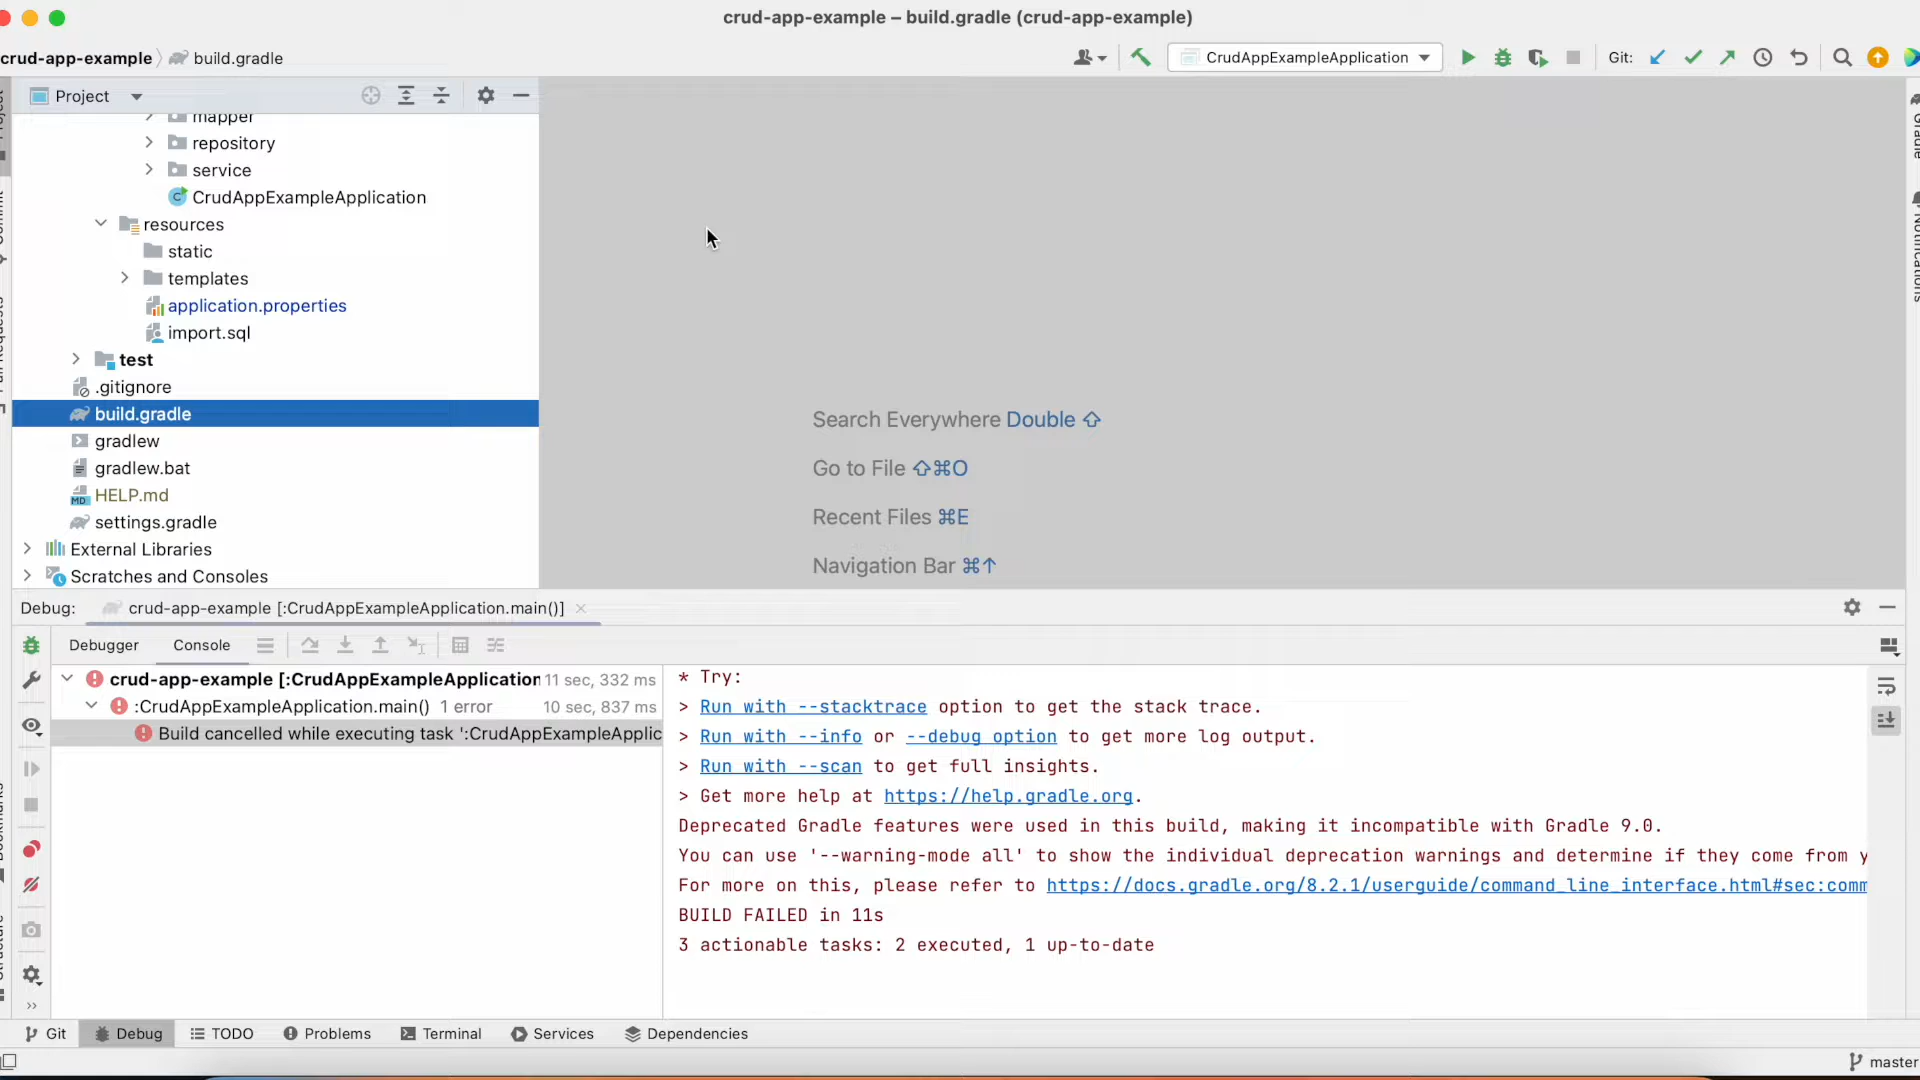 crud-app-example – build.gradle (crud-app-example)
crud-app-example
build.gradle
CrudAppExampleApplication
Git:
Project
mapper
repository
service
CrudAppExampleApplication
resources
static
templates
application.properties
import.sql
test
.gitignore
build.gradle
gradlew
gradlew.bat
HELP.md
settings.gradle
External Libraries
Scratches and Consoles
Search Everywhere Double ⇧
Go to File ⇧⌘O
Recent Files ⌘E
Navigation Bar ⌘↑
Gradle
Notifications
Debug:
crud-app-example [:CrudAppExampleApplication.main()]
Debugger
Console
crud-app-example [:CrudAppExampleApplication 11 sec, 332 ms
:CrudAppExampleApplication.main() 1 error 10 sec, 837 ms
Build cancelled while executing task ':CrudAppExampleApplic
* Try:
> Run with --stacktrace option to get the stack trace.
> Run with --info or --debug option to get more log output.
> Run with --scan to get full insights.
> Get more help at https://help.gradle.org.
Deprecated Gradle features were used in this build, making it incompatible with Gradle 9.0.
You can use '--warning-mode all' to show the individual deprecation warnings and determine if they come from y
For more on this, please refer to https://docs.gradle.org/8.2.1/userguide/command_line_interface.html#sec:comm
BUILD FAILED in 11s
3 actionable tasks: 2 executed, 1 up-to-date
Git
Debug
TODO
Problems
Terminal
Services
Dependencies
master